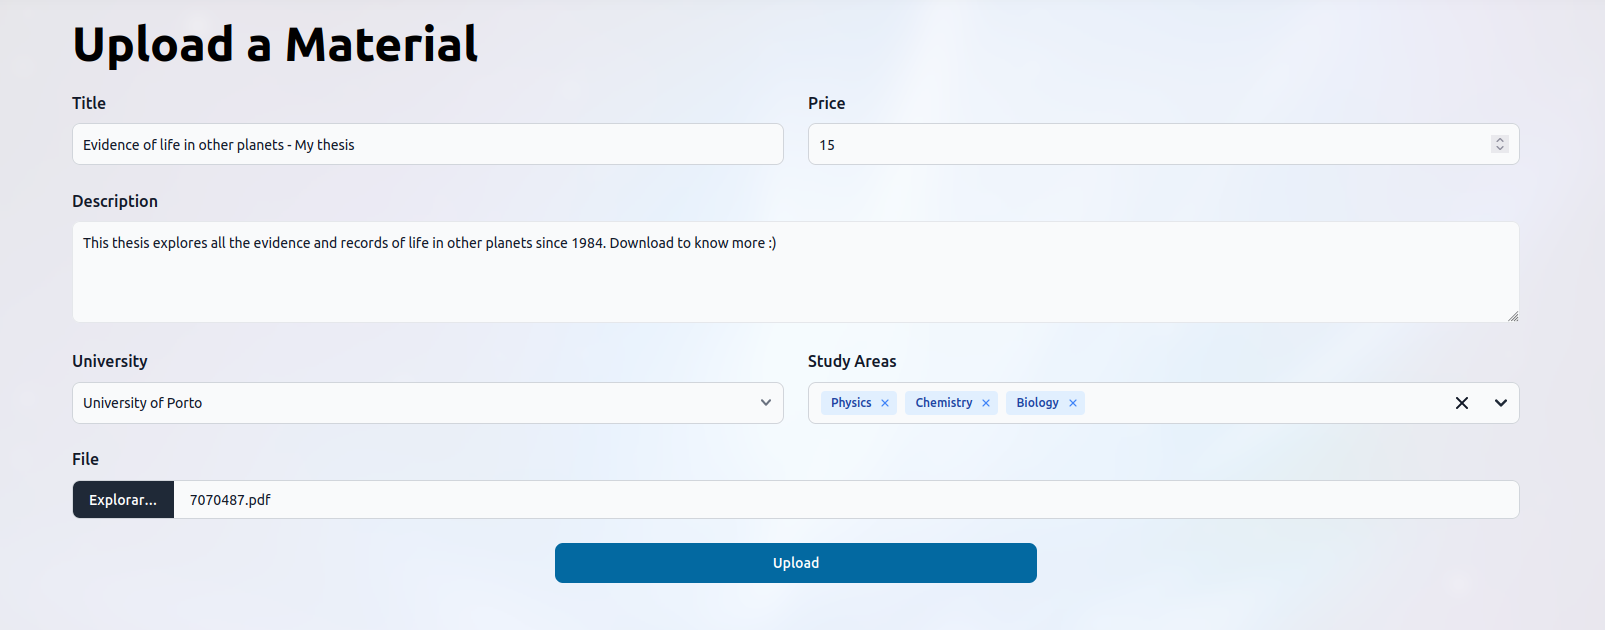 Upload a Material
Title
Price
Evidence of life in other planets - My thesis
15
Description
This thesis explores all the evidence and records of life in other planets since 1984. Download to know more :)
University
Study Areas
University of Porto
Physics × Chemistry × Biology ×
File
Explorar... 7070487.pdf
Upload